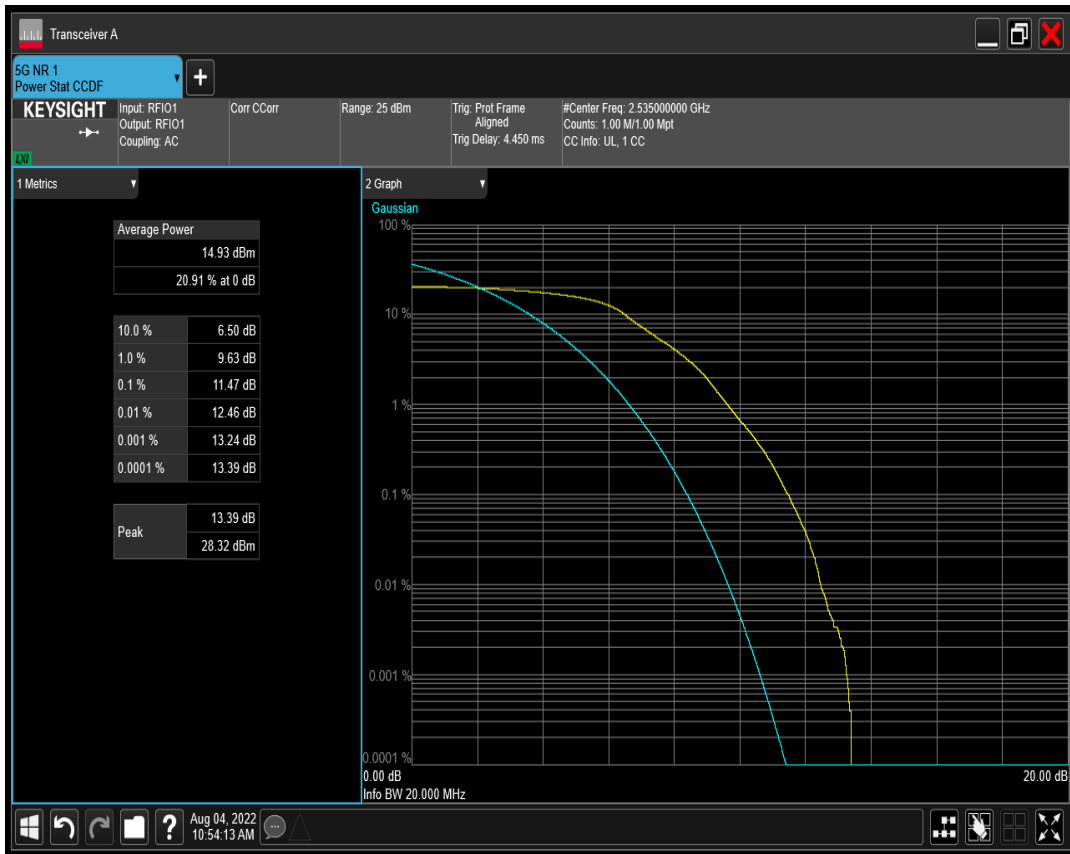 Transceiver A
5G NR 1
Power Stat CCDF
+
KEYSIGHT
LXI
Input: RFIO1
Output: RFIO1
Coupling: AC
Corr CCorr
Range: 25 dBm
Trig: Prot Frame
Aligned
Trig Delay: 4.450 ms
#Center Freq: 2.535000000 GHz
Counts: 1.00 M/1.00 Mpt
CC Info: UL, 1 CC
1 Metrics
Average Power
14.93 dBm
20.91 % at 0 dB
10.0 % 6.50 dB
1.0 % 9.63 dB
0.1 % 11.47 dB
0.01 % 12.46 dB
0.001 % 13.24 dB
0.0001 % 13.39 dB
Peak
13.39 dB
28.32 dBm
2 Graph
Gaussian
100 %
10 %
1 %
0.1 %
0.01 %
0.001 %
0.0001 %
0.00 dB 20.00 dB
Info BW 20.000 MHz
?
Aug 04, 2022
10:54:13 AM